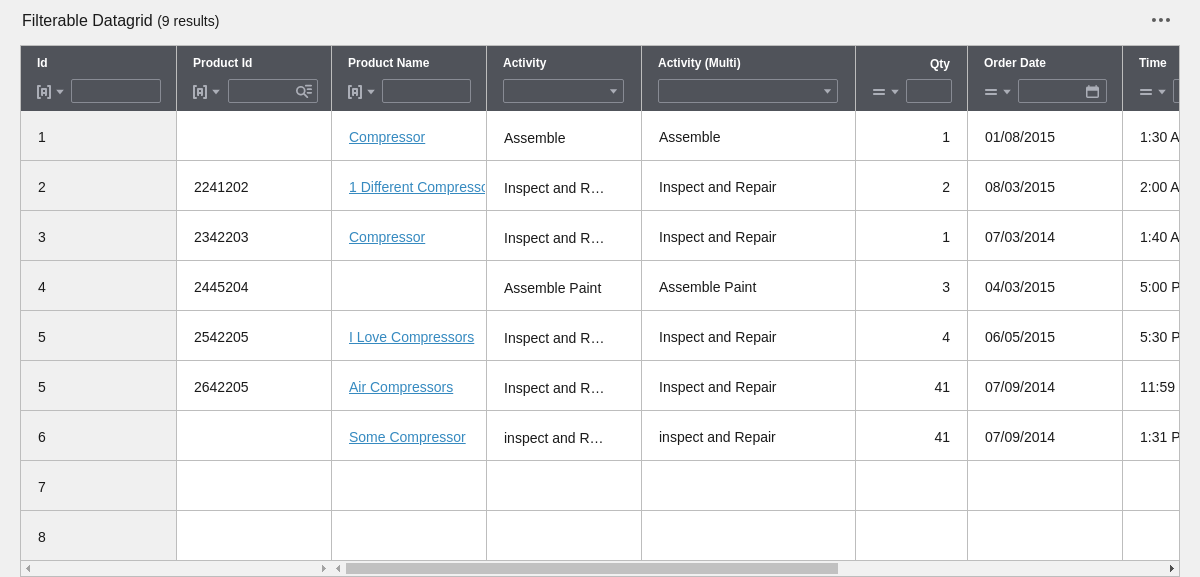 Filterable Datagrid (9 results)
Id Product Id Product Name Activity Activity (Multi) Qty Order Date Time
1 Compressor Assemble Assemble 1 01/08/2015 1:30 A
2 2241202 1 Different Compresso Inspect and R… Inspect and Repair 2 08/03/2015 2:00 A
3 2342203 Compressor Inspect and R… Inspect and Repair 1 07/03/2014 1:40 A
4 2445204 Assemble Paint Assemble Paint 3 04/03/2015 5:00 P
5 2542205 I Love Compressors Inspect and R… Inspect and Repair 4 06/05/2015 5:30 P
5 2642205 Air Compressors Inspect and R… Inspect and Repair 41 07/09/2014 11:59
6 Some Compressor inspect and R… inspect and Repair 41 07/09/2014 1:31 P
7
8